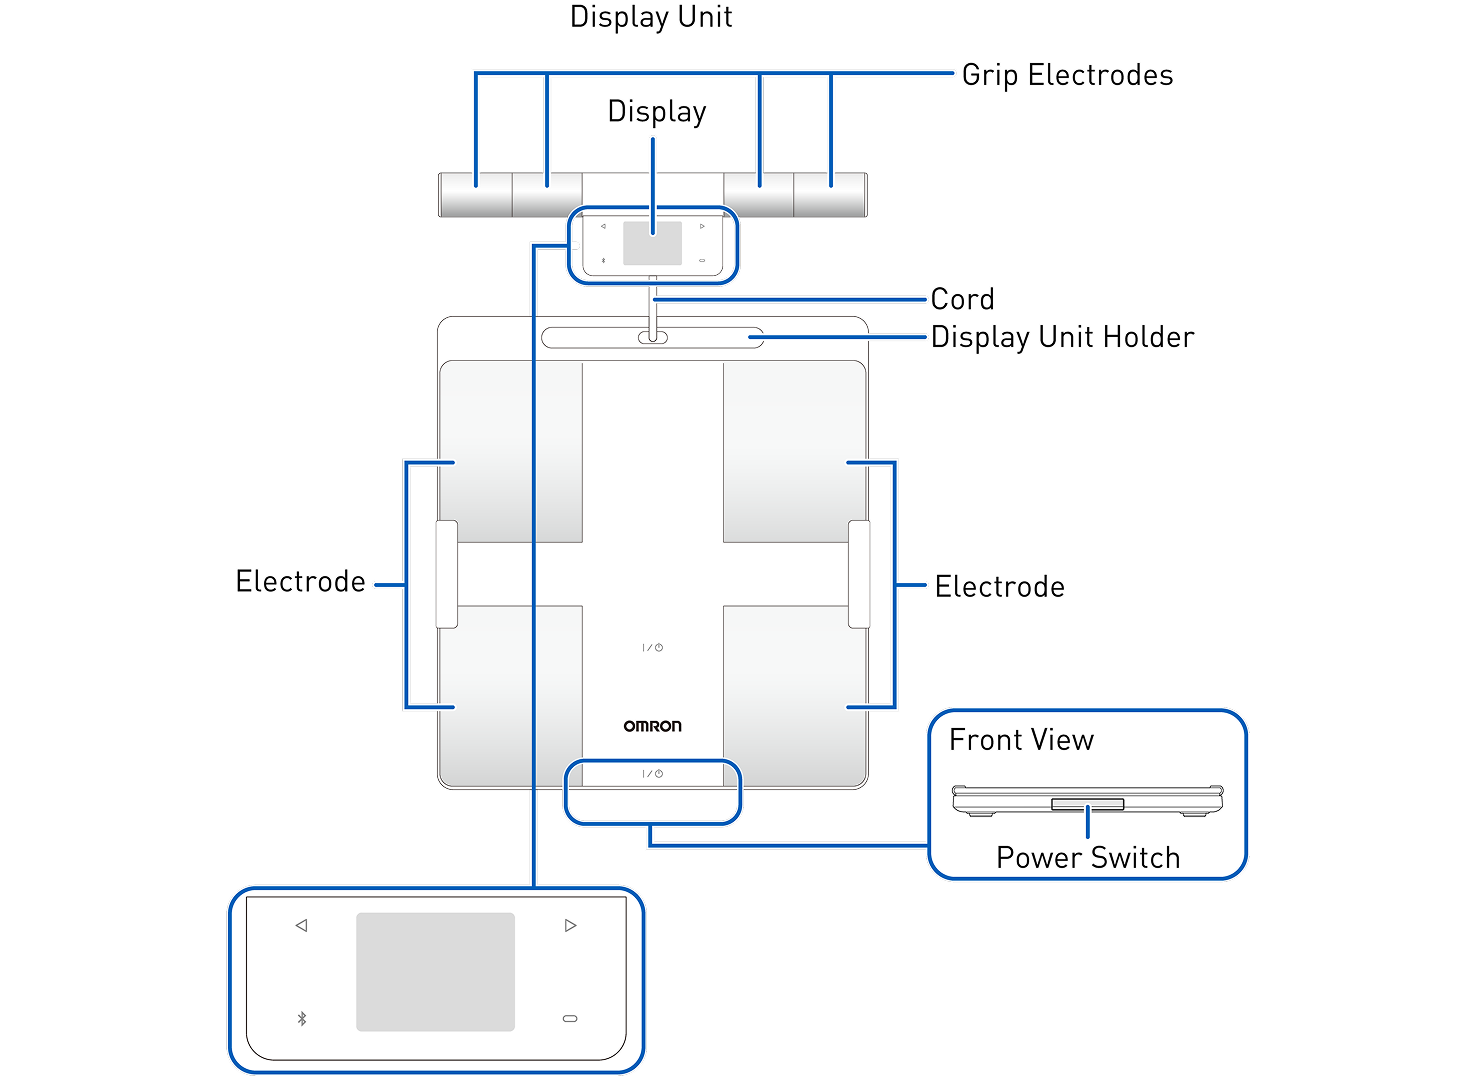 Display Unit
Grip Electrodes
Display
Cord
Display Unit Holder
Electrode
Electrode
OMRON
Front View
Power Switch